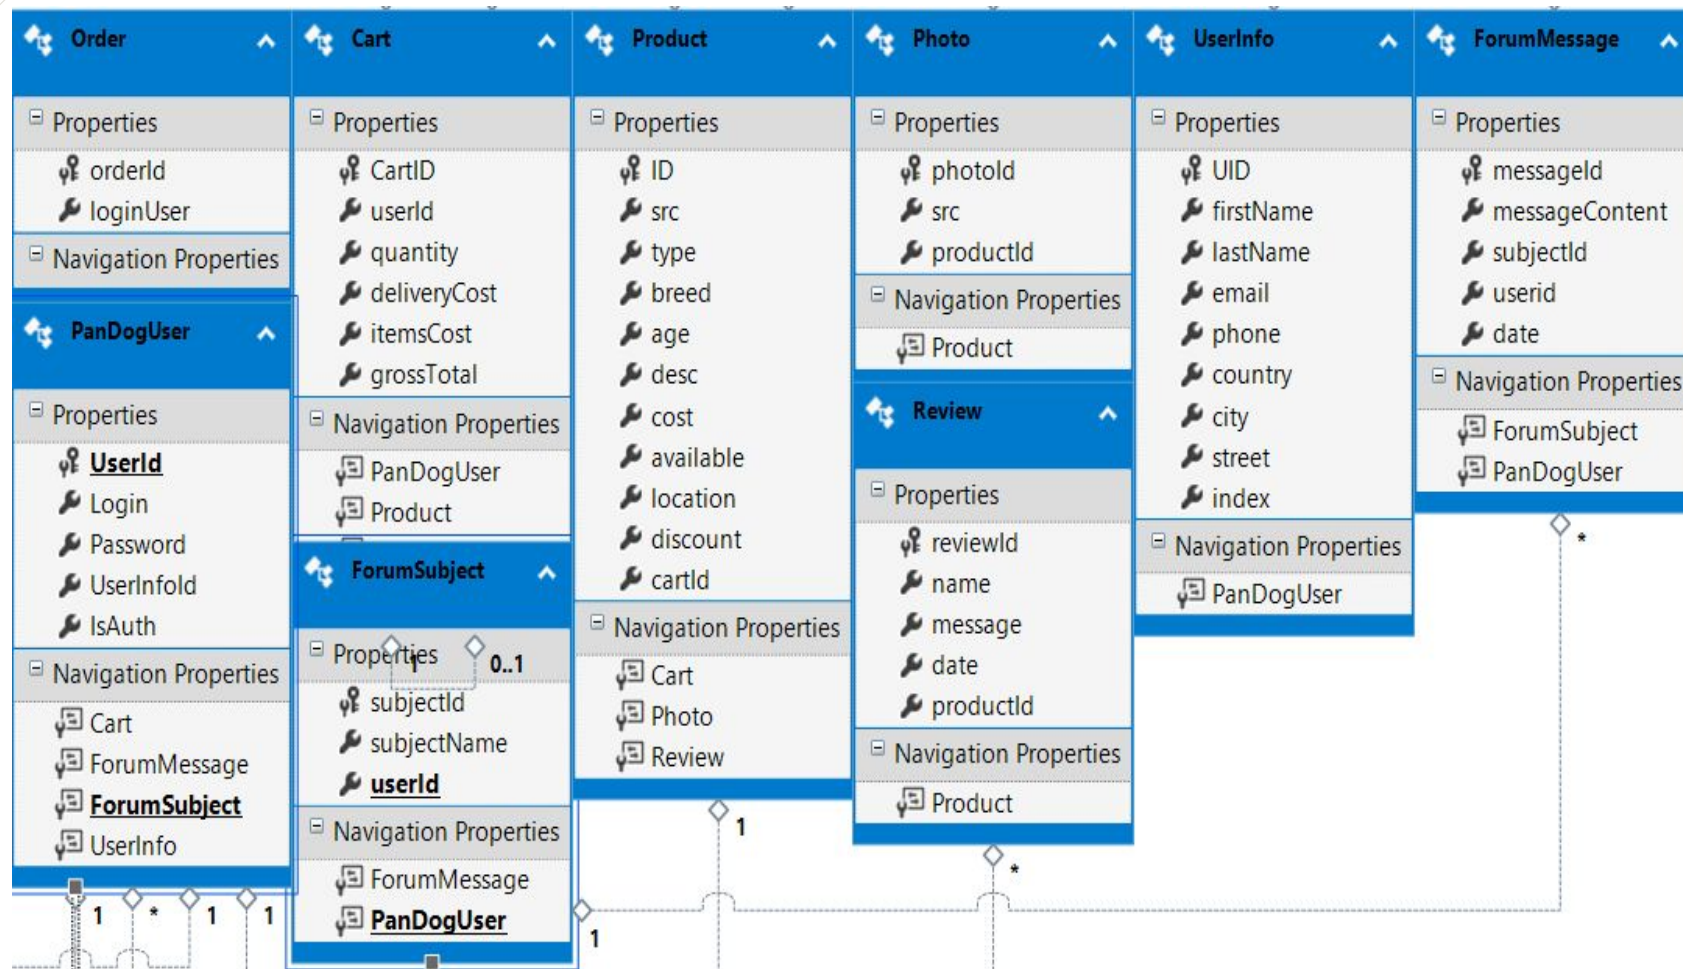 Order
Properties
orderId
loginUser
Navigation Properties
PanDogUser
Properties
UserId
Login
Password
UserInfoId
IsAuth
Navigation Properties
Cart
ForumMessage
ForumSubject
UserInfo
1
*
1
1
Cart
Properties
CartID
userId
quantity
deliveryCost
itemsCost
grossTotal
Navigation Properties
PanDogUser
Product
ForumSubject
Properties
1
0..1
subjectId
subjectName
userId
Navigation Properties
ForumMessage
PanDogUser
1
Product
Properties
ID
src
type
breed
age
desc
cost
available
location
discount
cartId
Navigation Properties
Cart
Photo
Review
1
Photo
Properties
photoId
src
productId
Navigation Properties
Product
Review
Properties
reviewId
name
message
date
productId
Navigation Properties
Product
*
UserInfo
Properties
UID
firstName
lastName
email
phone
country
city
street
index
Navigation Properties
PanDogUser
ForumMessage
Properties
messageId
messageContent
subjectId
userid
date
Navigation Properties
ForumSubject
PanDogUser
*